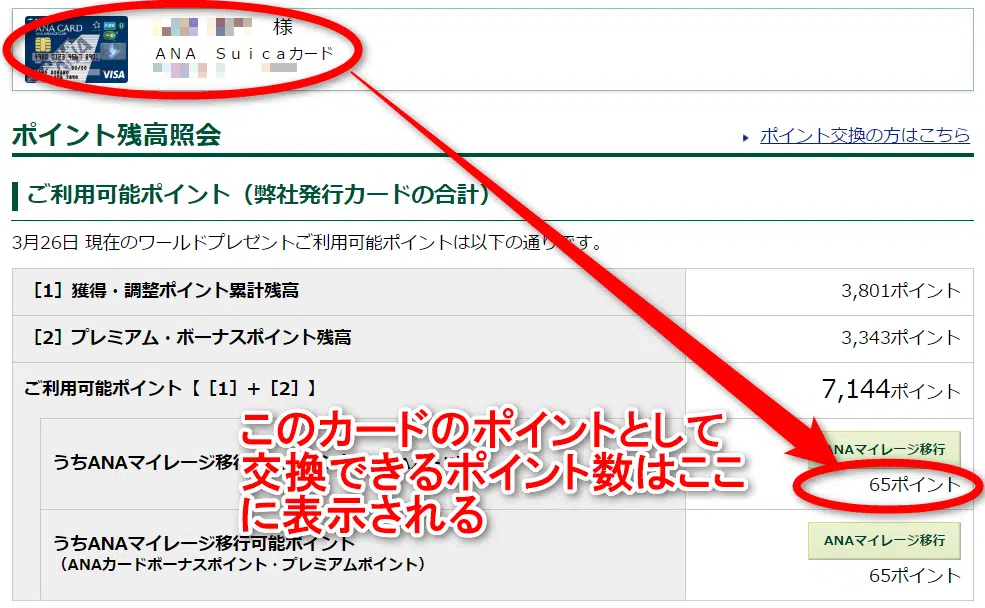 ANA CARD
VISA
様
ＡＮＡ　Ｓｕｉｃａカード
ポイント残高照会
ポイント交換の方はこちら
ご利用可能ポイント（弊社発行カードの合計）
3月26日 現在のワールドプレゼントご利用可能ポイントは以下の通りです。
［1］獲得・調整ポイント累計残高
3,801ポイント
［2］プレミアム・ボーナスポイント残高
3,343ポイント
ご利用可能ポイント【［1］+［2］】
7,144ポイント
このカードのポイントとして
交換できるポイント数はここ
に表示される
うちANAマイレージ移行
ANAマイレージ移行
65ポイント
うちANAマイレージ移行可能ポイント
（ANAカードボーナスポイント・プレミアムポイント）
ANAマイレージ移行
65ポイント